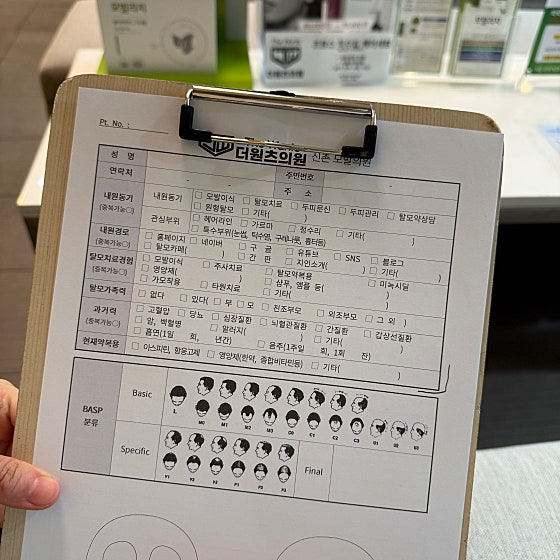 모발러지
모발러지
Pt. No. :
더원츠의원 신촌 모발의원
성 명
주민번호
연락처 - -
주 소
내원동기 (중복가능○)
내원동기 □ 모발이식 □ 탈모치료 □ 두피문신 □ 두피관리 □ 탈모약상담
□ 원형탈모 □ 기타( )
관심부위 □ 헤어라인 □ 가르마 □ 정수리 □ 기타( )
□ 특수부위(눈썹, 턱수염, 구레나룻, 흉터등)
내원경로 (중복가능○)
□ 홈페이지 □ 네이버 □ 구 글 □ 유튜브 □ SNS □ 블로그
□ 탈모카페( ) □ 간 판 □ 지인소개( ) □ 기타( )
탈모치료경험 (중복가능○)
□ 모발이식 □ 주사치료 □ 탈모약복용 □ 미녹시딜
□ 영양제( ) □ 샴푸, 앰플 등( )
□ 가모착용 □ 타원치료 □ 기타( )
탈모가족력
□ 없다 □ 있다( □ 부 □ 모 □ 친조부모 □ 외조부모 □ 그 외 )
과거력 (중복가능○)
□ 고혈압 □ 당뇨 □ 심장질환 □ 뇌혈관질환 □ 간질환 □ 갑상선질환
□ 암, 백혈병 □ 알러지( ) □ 기타( )
□ 흡연(1일 회, 년간) □ 음주(1주일 회, 1회 잔)
현재약복용
□ 아스피린, 항응고제 □ 영양제(한약, 종합비타민등) □ 기타( )
BASP 분류
Basic
L M0 M1 M2 M3 C0 C1 C2 C3 U1 U2 U3
Specific
V1 V2 V3 F1 F2 F3
Final